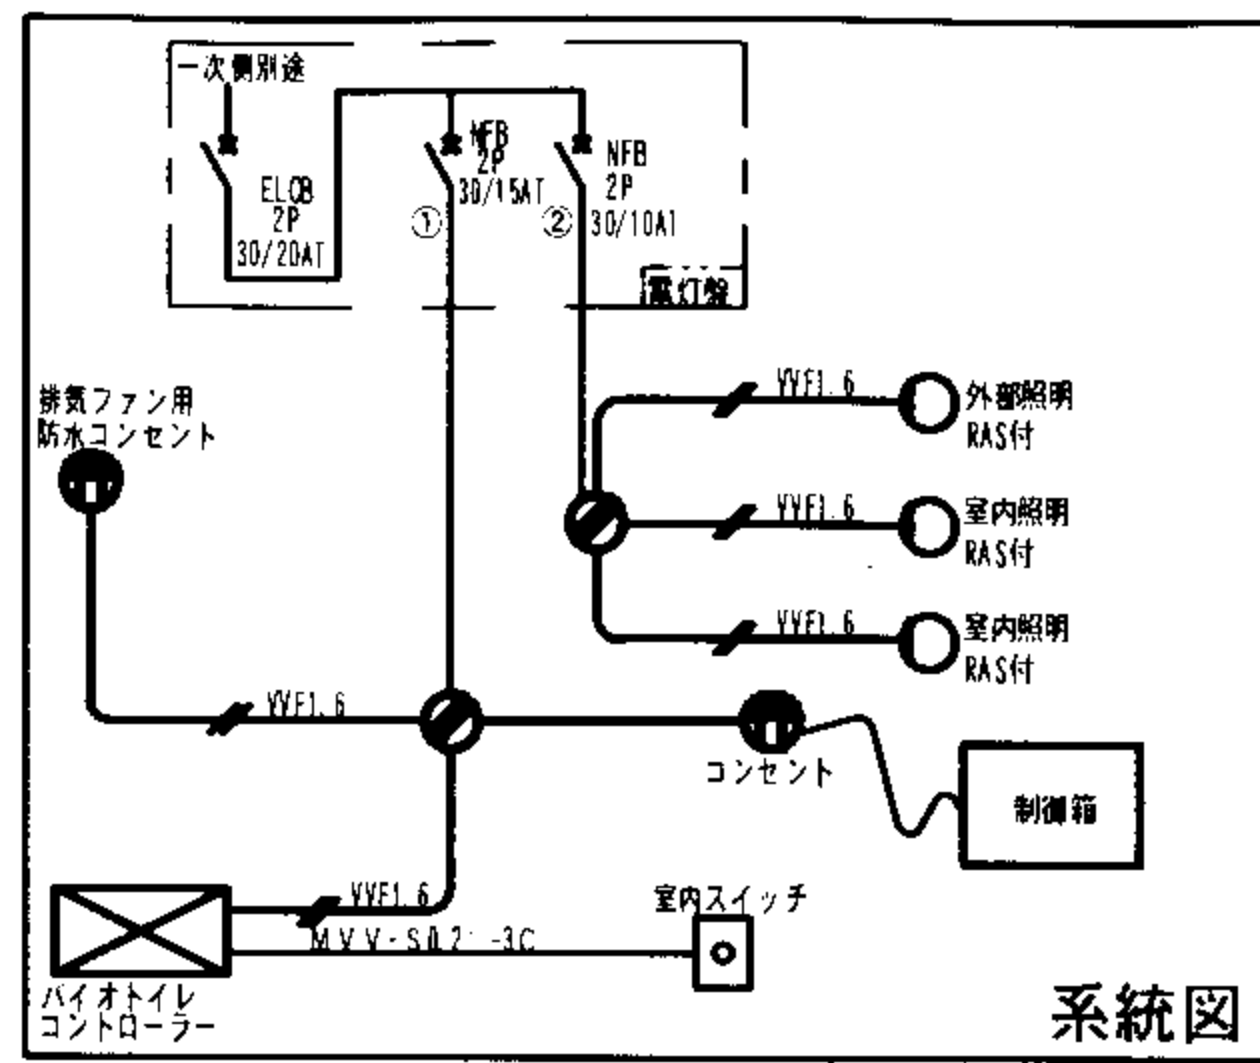 一次側別途
ELCB
2P
30/20AT
NFB
2P
30/15AT
①
NFB
2P
30/10AT
②
電灯盤
排気ファン用
防水コンセント
VVF1.6
外部照明
RAS付
VVF1.6
室内照明
RAS付
VVF1.6
室内照明
RAS付
VVF1.6
コンセント
制御箱
VVF1.6
MVV-S0.2 -3C
室内スイッチ
バイオトイレ
コントローラー
系統図